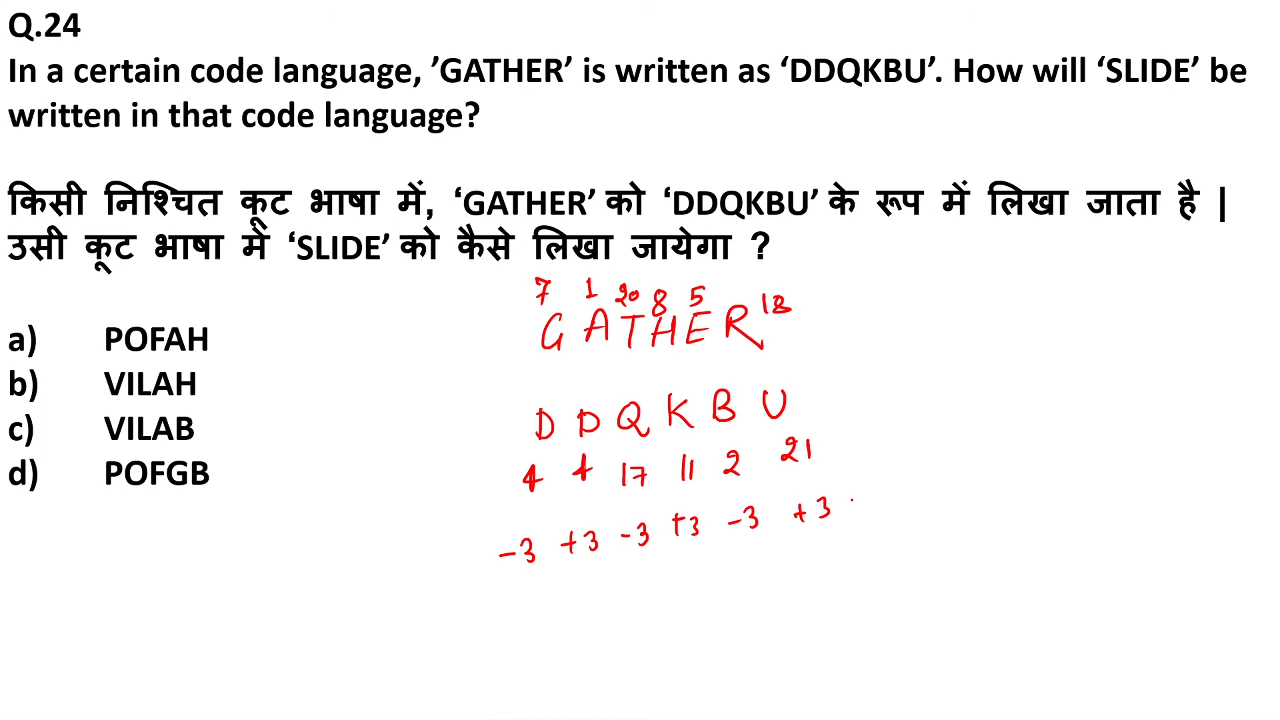 Q.24
In a certain code language, ’GATHER’ is written as ‘DDQKBU’. How will ‘SLIDE’ be
written in that code language?
किसी निश्चित कूट भाषा में, ‘GATHER’ को ‘DDQKBU’ के रूप में लिखा जाता है |
उसी कूट भाषा में ‘SLIDE’ को कैसे लिखा जायेगा ?
a) POFAH
b) VILAH
c) VILAB
d) POFGB
7 1 20 8 5 18
G A T H E R
D D Q K B U
4 4 17 11 2 21
-3 +3 -3 +3 -3 +3